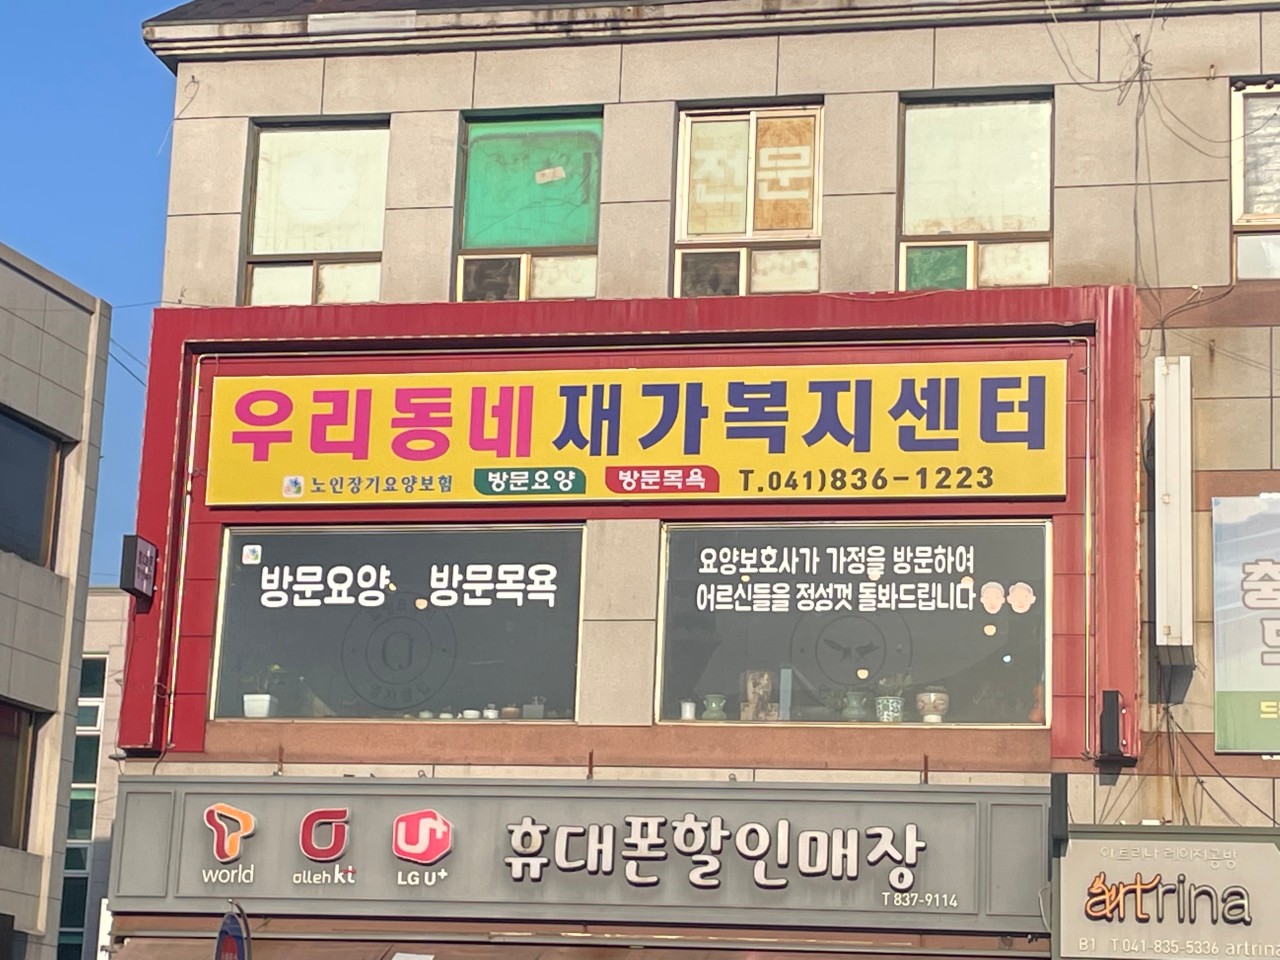 전문
우리동네재가복지센터
노인장기요양보험 방문요양 방문목욕 T.041)836-1223
방문요양 방문목욕
요양보호사가 가정을 방문하여
어르신들을 정성껏 돌봐드립니다
T world
olleh kt
LG U+
휴대폰할인매장
T 837-9114
아트리나 레이저공방
artrina
B1 T 041-835-5336 artrina